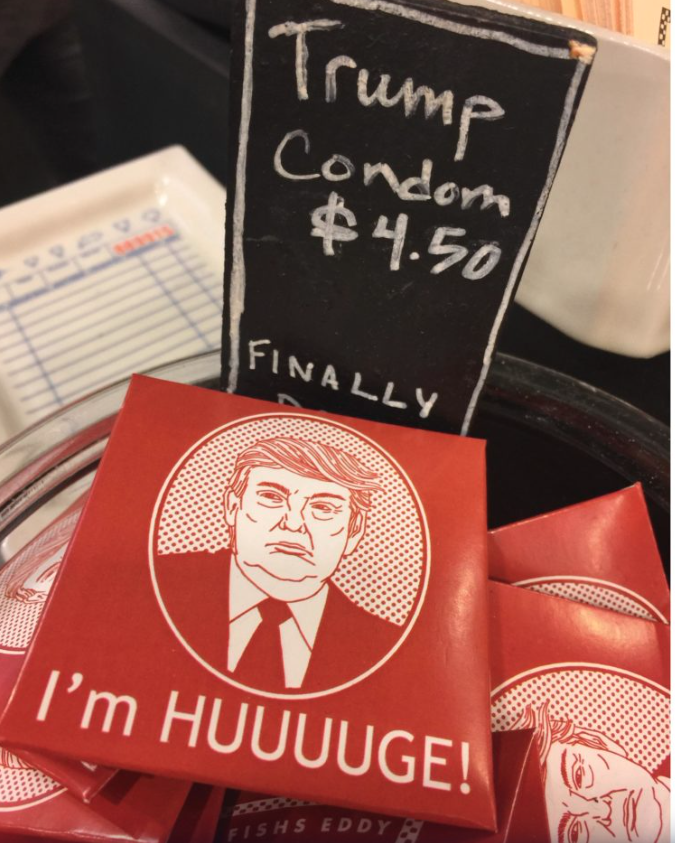 Trump
Condom
$4.50
FINALLY
I'm HUUUUGE!
FISHS EDDY